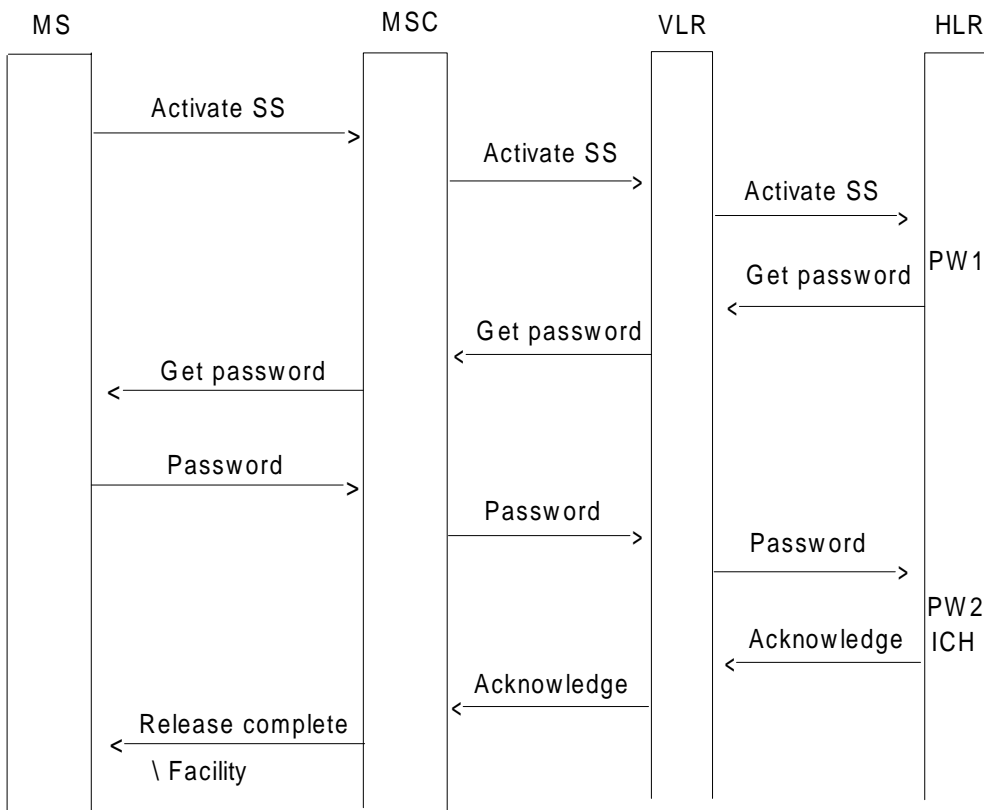 MS MSC VLR HLR
Activate SS
Activate SS
Activate SS
PW1
Get password
Get password
Get password
Password
Password
Password
PW2
Acknowledge ICH
Acknowledge
Release complete
\ Facility